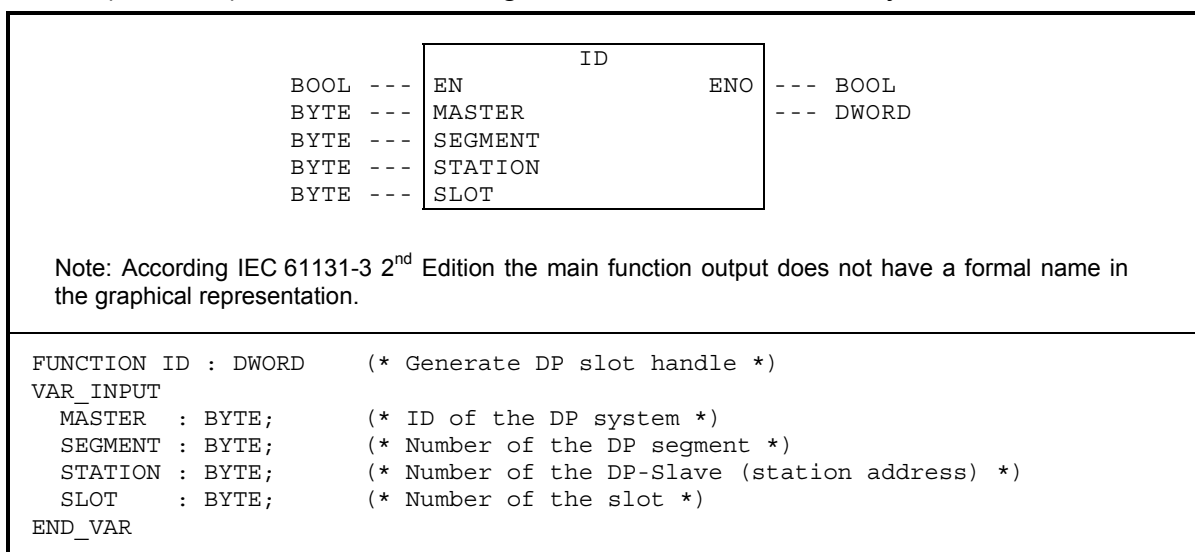 ID
BOOL --- EN ENO --- BOOL
BYTE --- MASTER --- DWORD
BYTE --- SEGMENT
BYTE --- STATION
BYTE --- SLOT
Note: According IEC 61131-3 2nd Edition the main function output does not have a formal name in
the graphical representation.
FUNCTION ID : DWORD (* Generate DP slot handle *)
VAR_INPUT
MASTER : BYTE; (* ID of the DP system *)
SEGMENT : BYTE; (* Number of the DP segment *)
STATION : BYTE; (* Number of the DP-Slave (station address) *)
SLOT : BYTE; (* Number of the slot *)
END_VAR